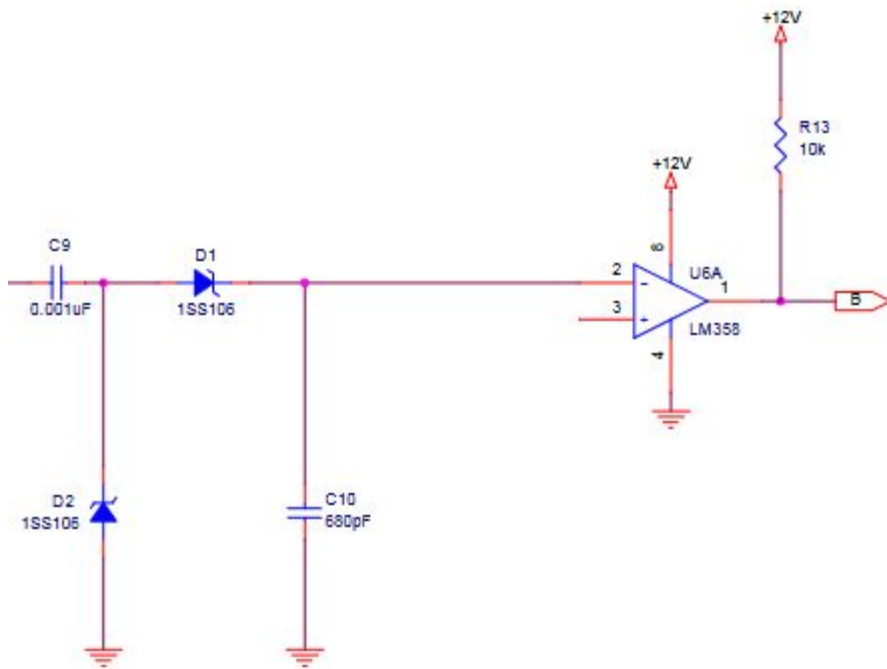 +12V
R13
10k
+12V
8
C9
0.001uF
D1
1SS106
2
-
U6A
1
B
3
+
LM358
4
D2
1SS106
C10
680pF